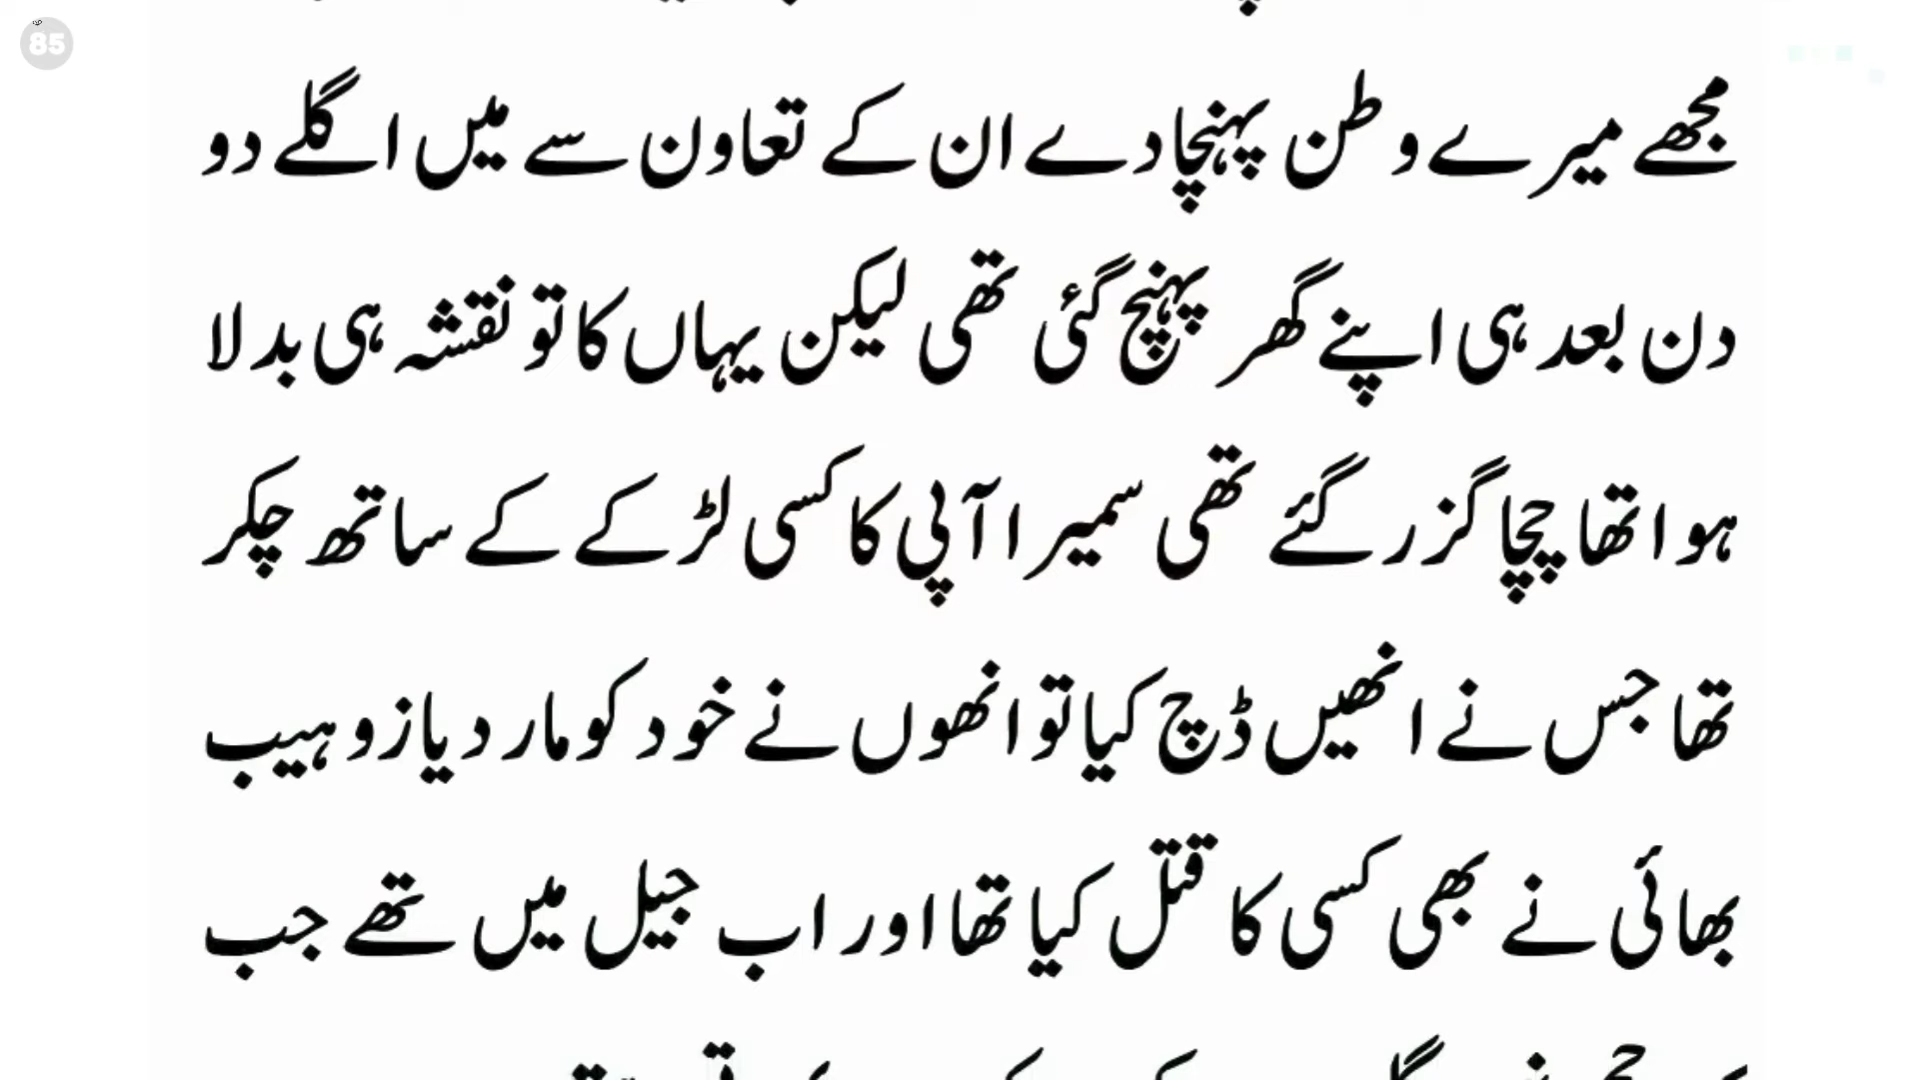 85
مجھے میرے وطن پہنچادے ان کے تعاون سے میں اگلے دو
دن بعد ہی اپنے گھر پہنچ گئی تھی لیکن یہاں کا تو نقشہ ہی بدلا
ہوا تھا چچا گزر گئے تھی سمیرا آپی کا کسی لڑکے کے ساتھ چکر
تھا جس نے انھیں ڈچ کیا تو انھوں نے خود کو مار دیا زوہیب
بھائی نے بھی کسی کا قتل کیا تھا اور اب جیل میں تھے جب